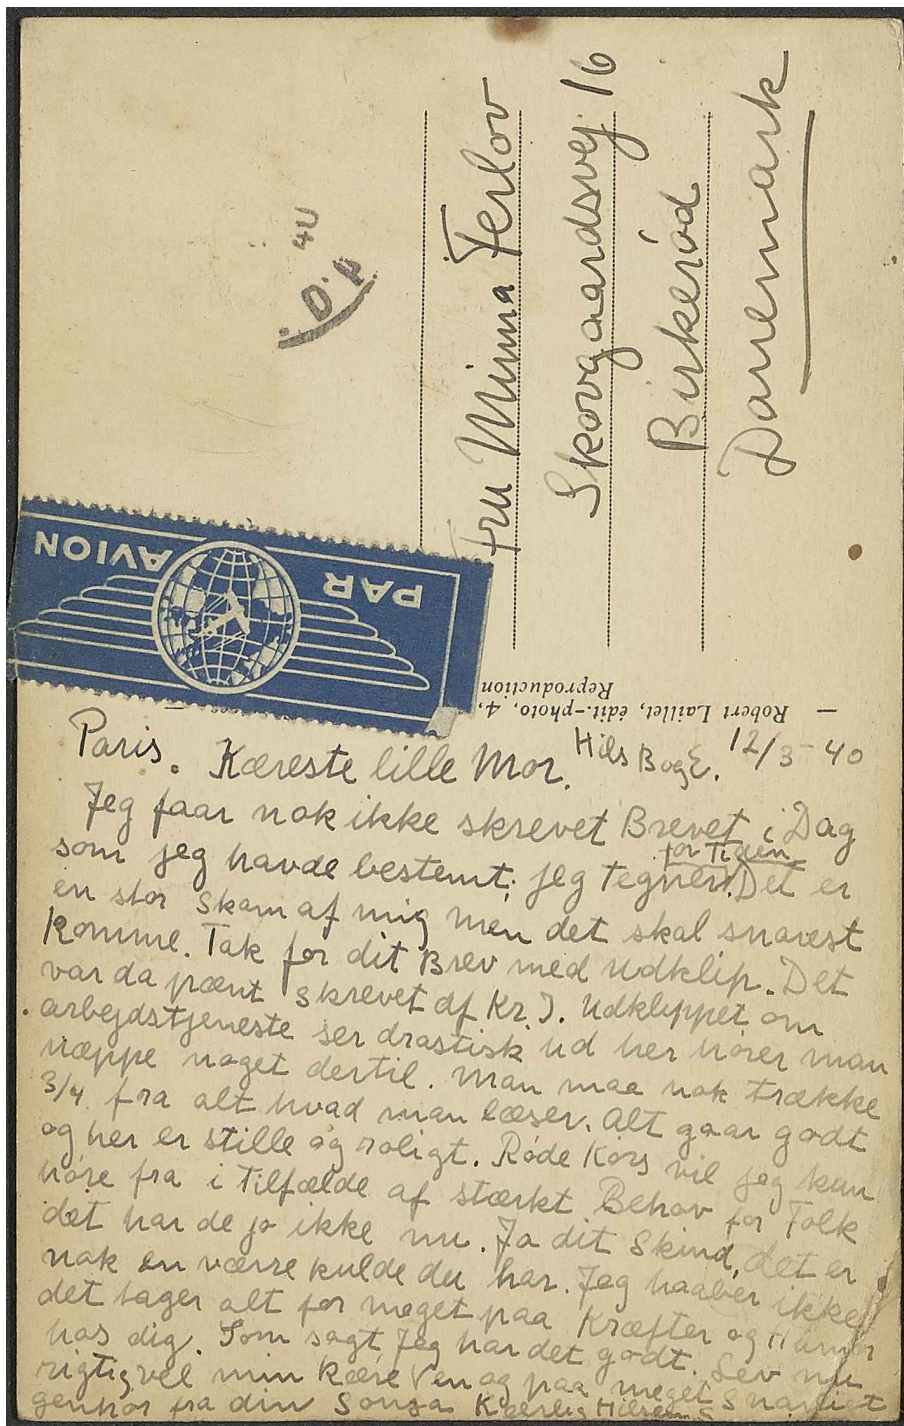 Fru Minna Ferlov
Skovgaardsvej 16
Birkerød
Danemark
40
PAR AVION
— Robert Laillet, édit.-photo, 4,
Reproduction
Paris. Kæreste lille Mor. Hils B og E. 12/3 - 40
Jeg faar nok ikke skrevet Brevet i Dag
som jeg havde bestemt. jeg tegner for Tiden. Det er
en stor Skam af mig men det skal snarest
komme. Tak for dit Brev med Udklip. Det
var da pænt skrevet af Kr. J. Udklippet om
arbejdstjeneste ser drastisk ud her hører man
næppe noget dertil. Man maa nok trække
3/4 fra alt hvad man læser. Alt gaar godt
og her er stille og roligt. Røde Kors vil jeg kun
høre fra i Tilfælde af stærkt Behov for Folk
det har de jo ikke nu. Ja dit Skind, det er
nok en værre kulde du har. Jeg haaber ikke
det tager alt for meget paa Kræfter og Humør
hos dig. Som sagt jeg har det godt. Lev nu
rigtig vel min kære Ven og paa meget snarligt
genhør fra din Sonja Kærlig Hilsen